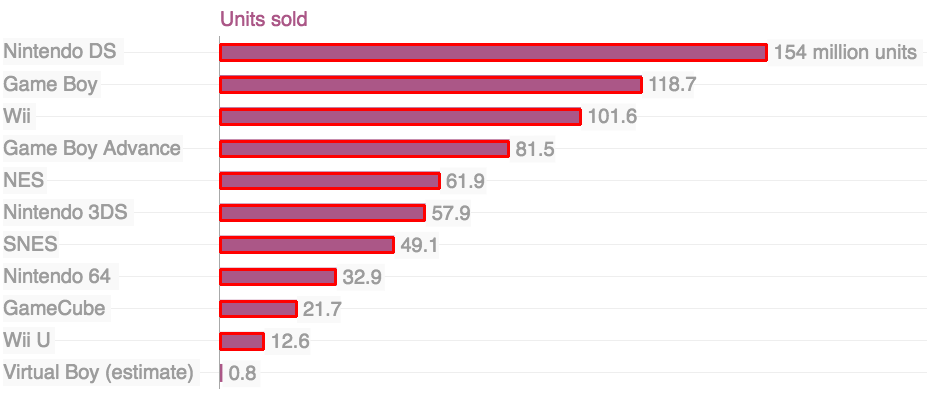 Units sold
Nintendo DS 154 million units
Game Boy 118.7
Wii 101.6
Game Boy Advance 81.5
NES 61.9
Nintendo 3DS 57.9
SNES 49.1
Nintendo 64 32.9
GameCube 21.7
Wii U 12.6
Virtual Boy (estimate) 0.8